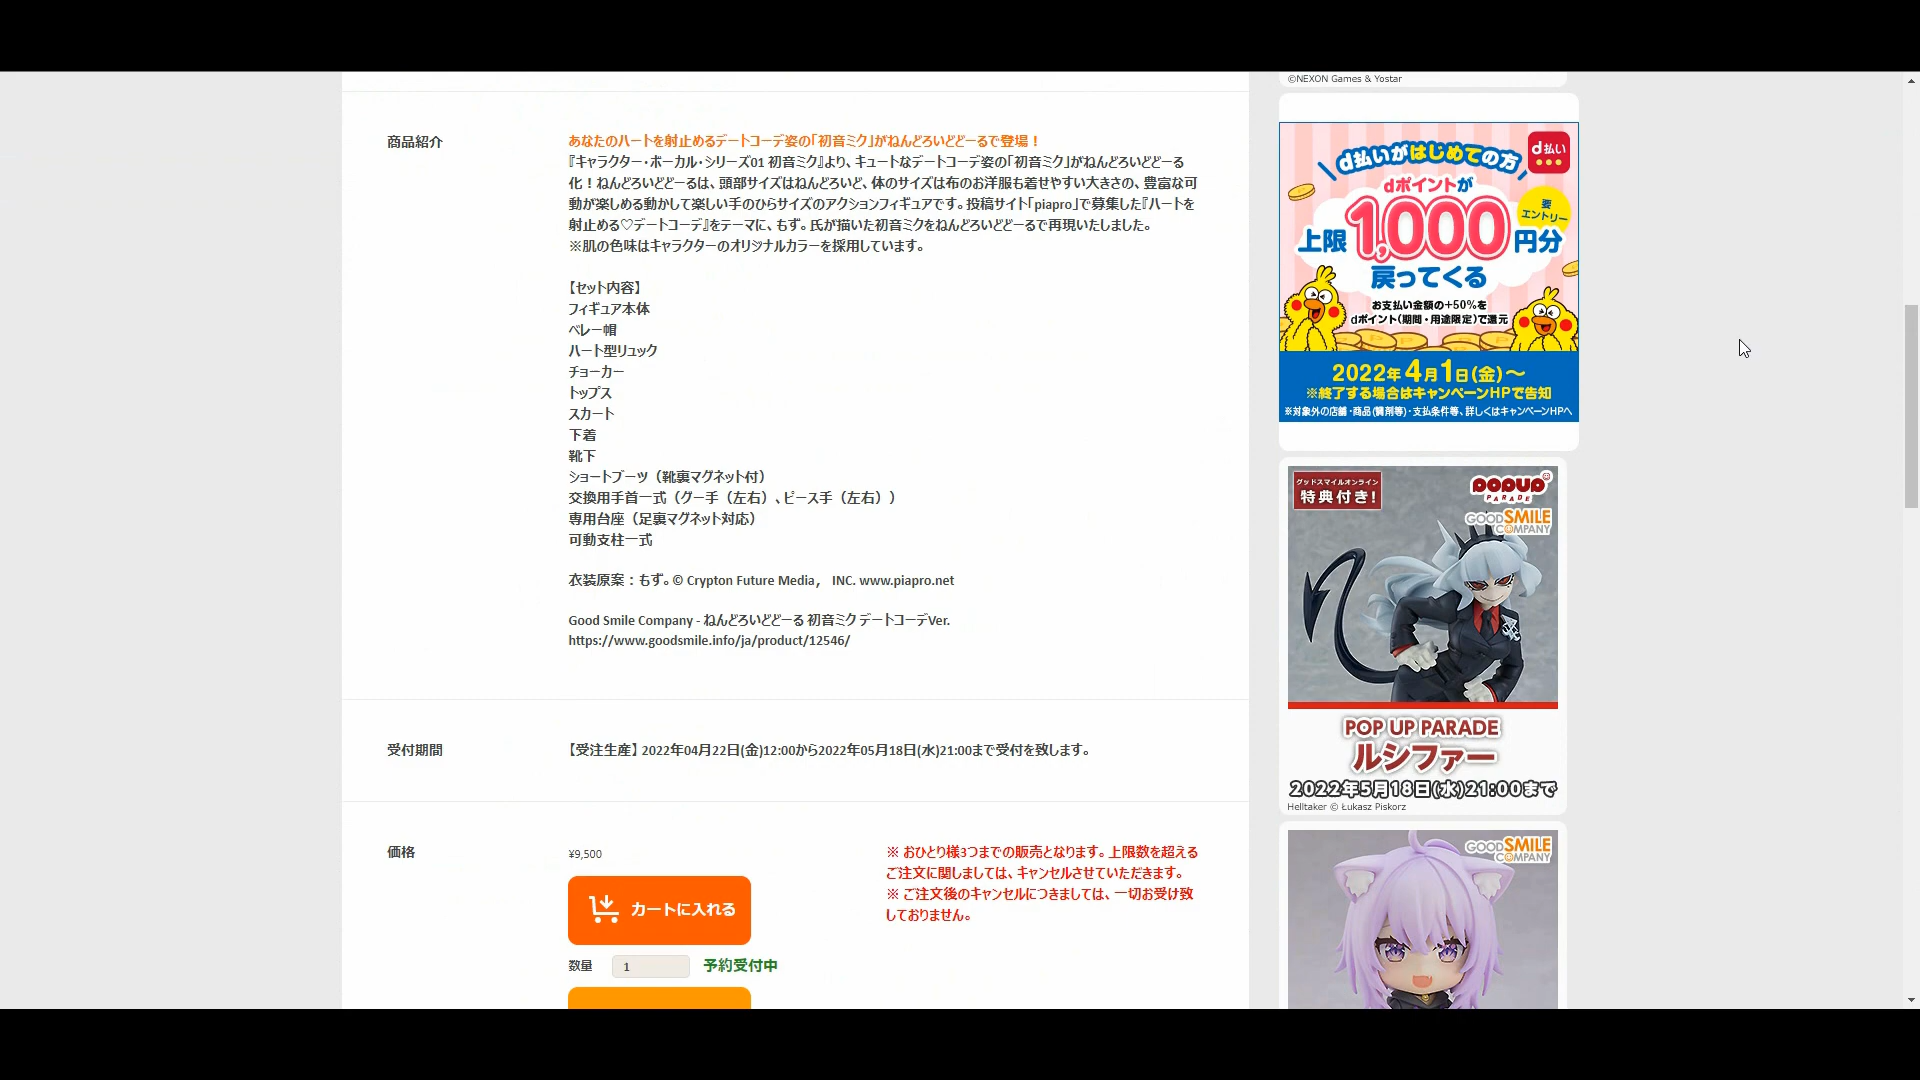 ©NEXON Games & Yostar
商品紹介
あなたのハートを射止めるデートコーデ姿の「初音ミク」がねんどろいどどーるで登場！
『キャラクター・ボーカル・シリーズ01 初音ミク』より、キュートなデートコーデ姿の「初音ミク」がねんどろいどどーる
化！ねんどろいどどーるは、頭部サイズはねんどろいど、体のサイズは布のお洋服も着せやすい大きさの、豊富な可
動が楽しめる動かして楽しい手のひらサイズのアクションフィギュアです。投稿サイト「piapro」で募集した『ハートを
射止める♡デートコーデ』をテーマに、もず。氏が描いた初音ミクをねんどろいどどーるで再現いたしました。
※肌の色味はキャラクターのオリジナルカラーを採用しています。
【セット内容】
フィギュア本体
ベレー帽
ハート型リュック
チョーカー
トップス
スカート
下着
靴下
ショートブーツ（靴裏マグネット付）
交換用手首一式（グー手（左右）、ピース手（左右））
専用台座（足裏マグネット対応）
可動支柱一式
衣装原案：もず。© Crypton Future Media， INC. www.piapro.net
Good Smile Company - ねんどろいどどーる 初音ミク デートコーデVer.
https://www.goodsmile.info/ja/product/12546/
受付期間
【受注生産】 2022年04月22日(金)12:00から2022年05月18日(水)21:00まで受付を致します。
価格
¥9,500
※ おひとり様3つまでの販売となります。上限数を超える
ご注文に関しましては、キャンセルさせていただきます。
※ ご注文後のキャンセルにつきましては、一切お受け致
しておりません。
カートに入れる
数量
1
予約受付中
d払いがはじめての方
d払い
dポイントが
要
エントリー
上限1,000円分
戻ってくる
お支払い金額の+50%を
dポイント(期間・用途限定)で還元
2022年4月1日(金)～
※終了する場合はキャンペーンHPで告知
※対象外の店舗・商品(調剤等)・支払条件等、詳しくはキャンペーンHPへ
グッドスマイルオンライン
特典付き!
POPUP
PARADE
GOODSMILE
COMPANY
POP UP PARADE
ルシファー
2022年5月18日(水)21:00まで
Helltaker © Łukasz Piskorz
GOODSMILE
COMPANY